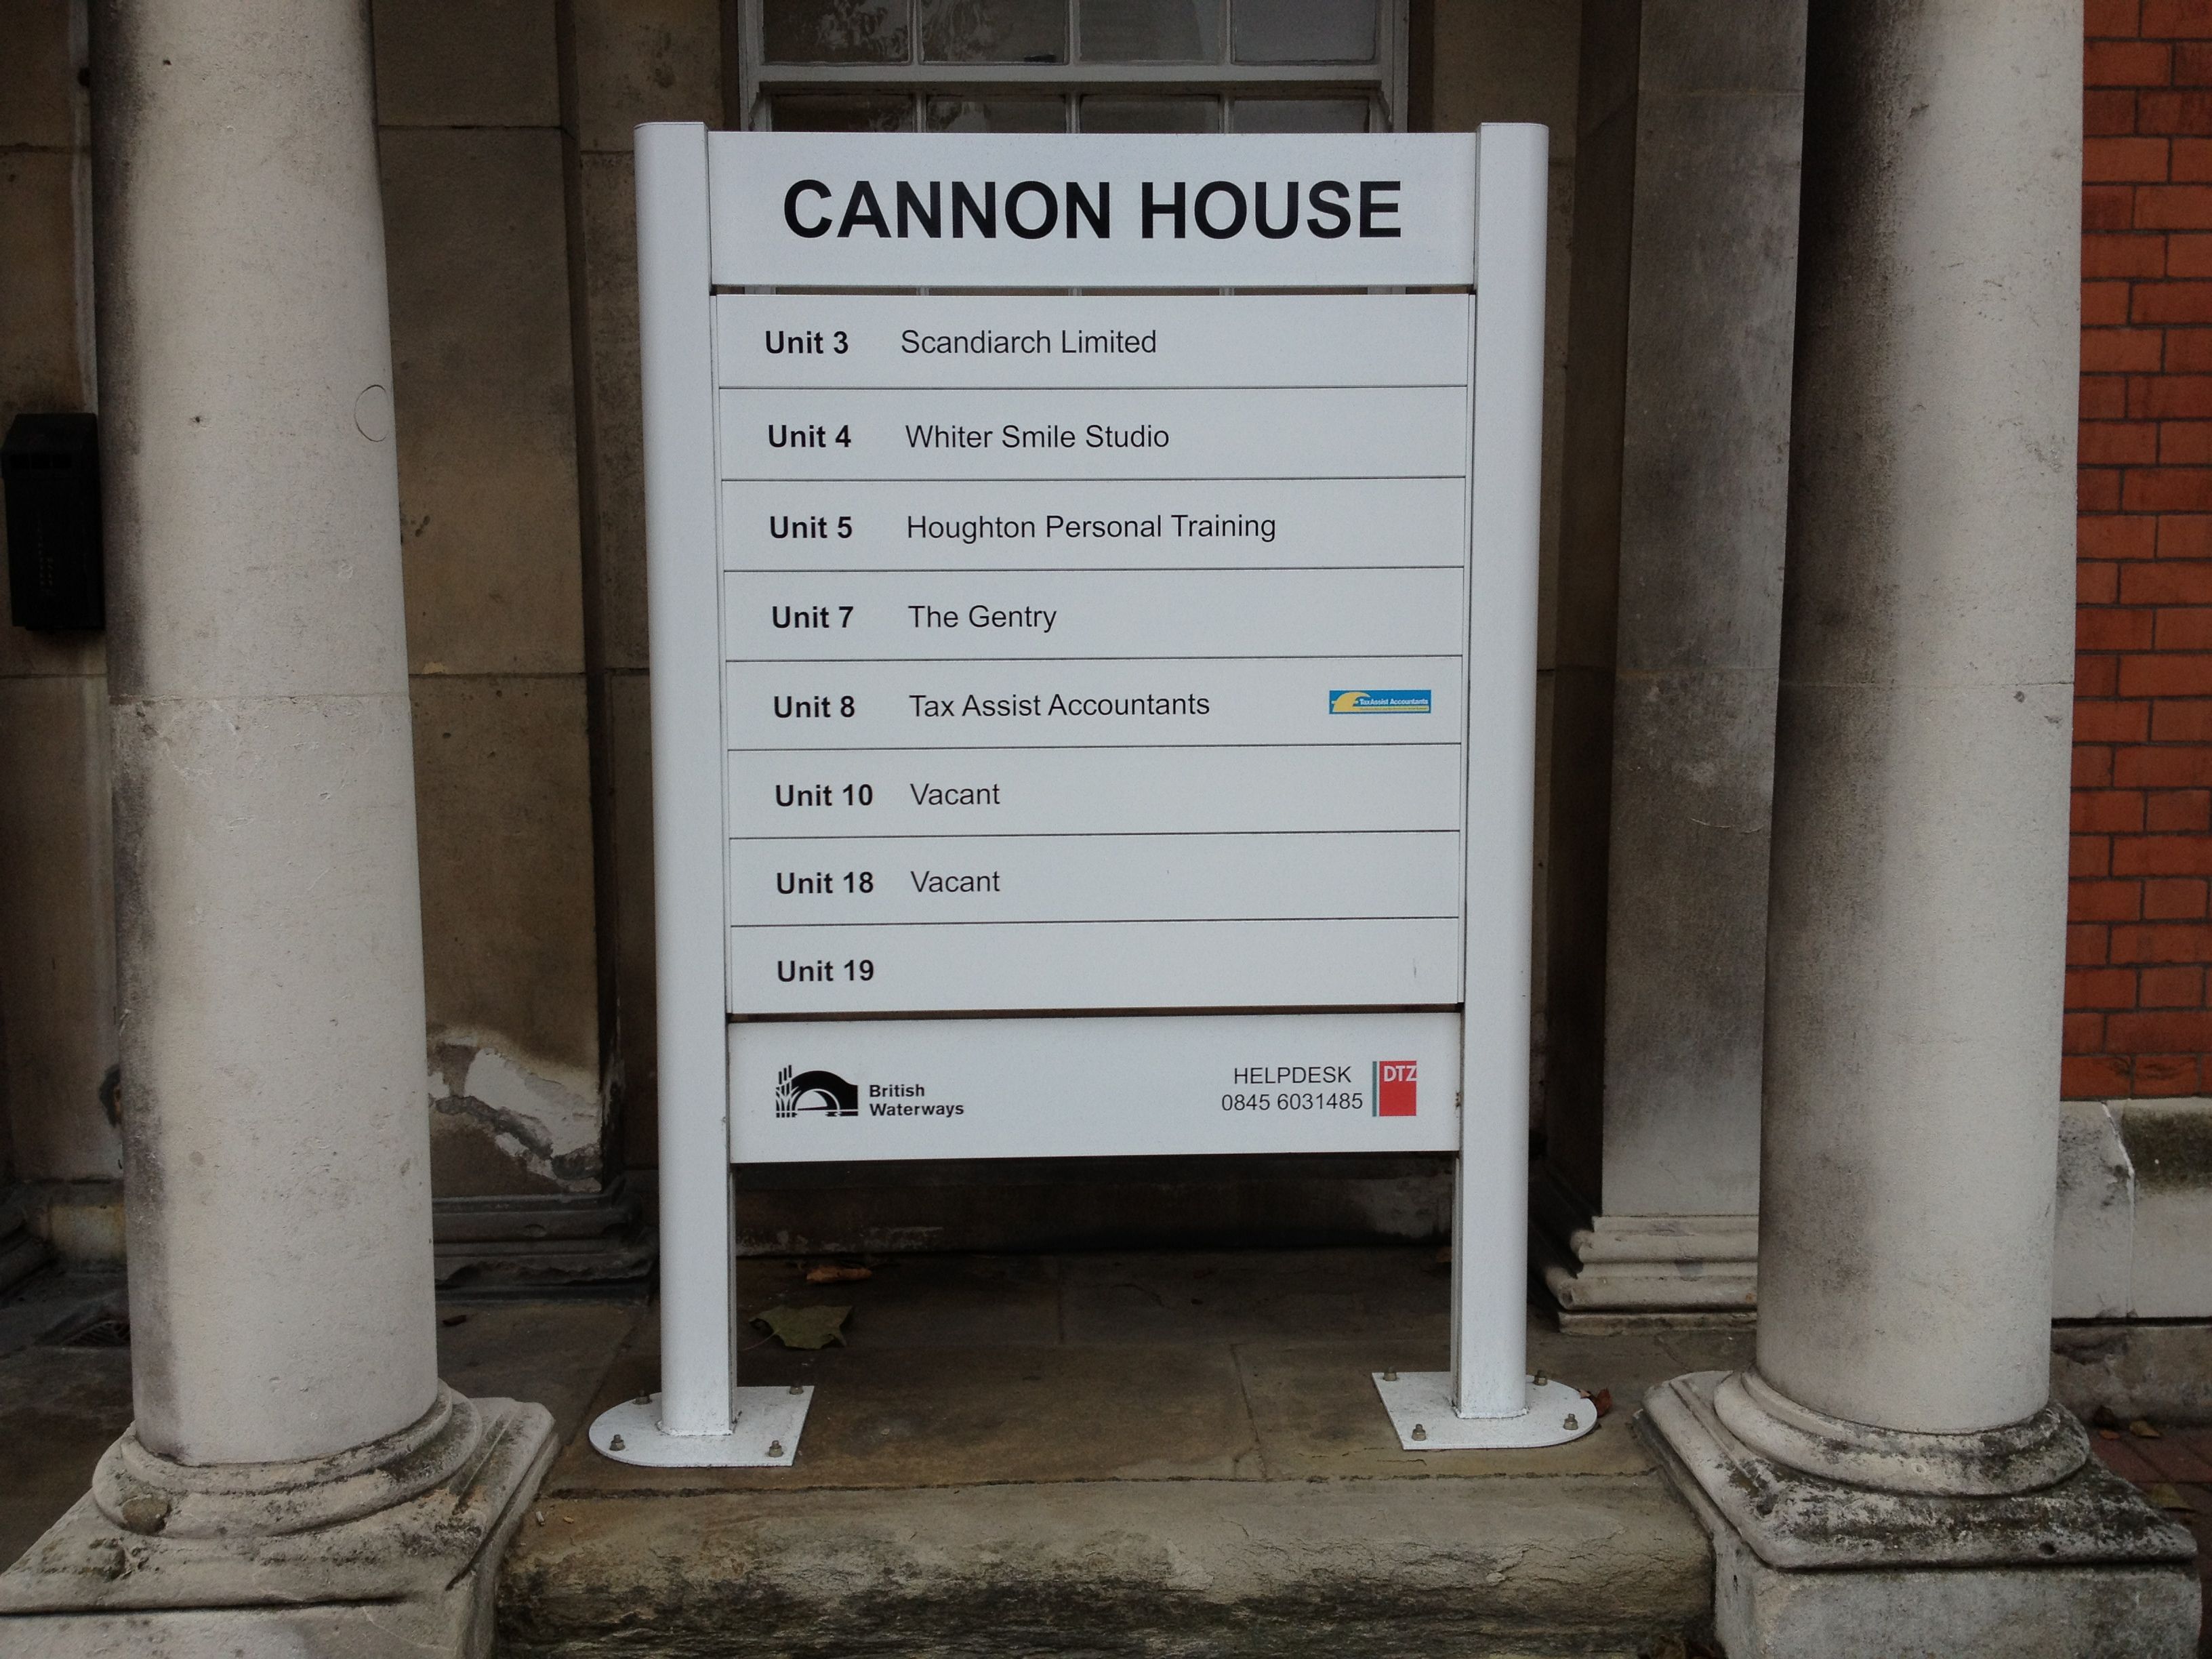 CANNON HOUSE
Unit 3 Scandiarch Limited
Unit 4 Whiter Smile Studio
Unit 5 Houghton Personal Training
Unit 7 The Gentry
Unit 8 Tax Assist Accountants TaxAssist Accountants
Unit 10 Vacant
Unit 18 Vacant
Unit 19
British
Waterways
HELPDESK
0845 6031485
DTZ